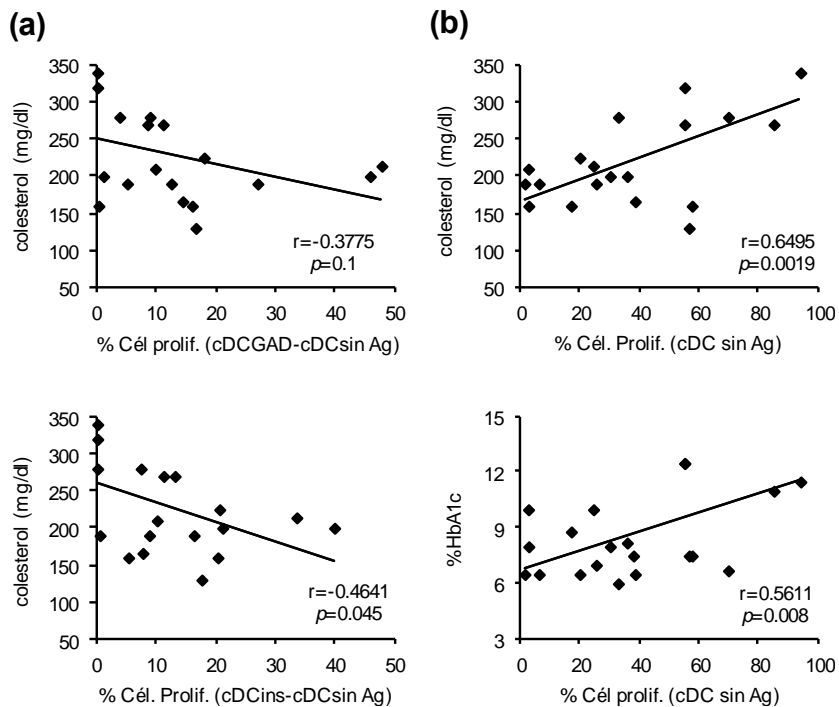 (a)
350
300
250
200
150
100
50
colesterol (mg/dl)
r=-0.3775
p=0.1
0 10 20 30 40 50
% Cél prolif. (cDCGAD-cDCsin Ag)
(b)
350
300
250
200
150
100
50
colesterol (mg/dl)
r=0.6495
p=0.0019
0 20 40 60 80 100
% Cél. Prolif. (cDC sin Ag)
350
300
250
200
150
100
50
colesterol (mg/dl)
r=-0.4641
p=0.045
0 10 20 30 40 50
% Cél. Prolif. (cDCins-cDCsin Ag)
15
12
9
6
3
%HbA1c
r=0.5611
p=0.008
0 20 40 60 80 100
% Cél prolif. (cDC sin Ag)